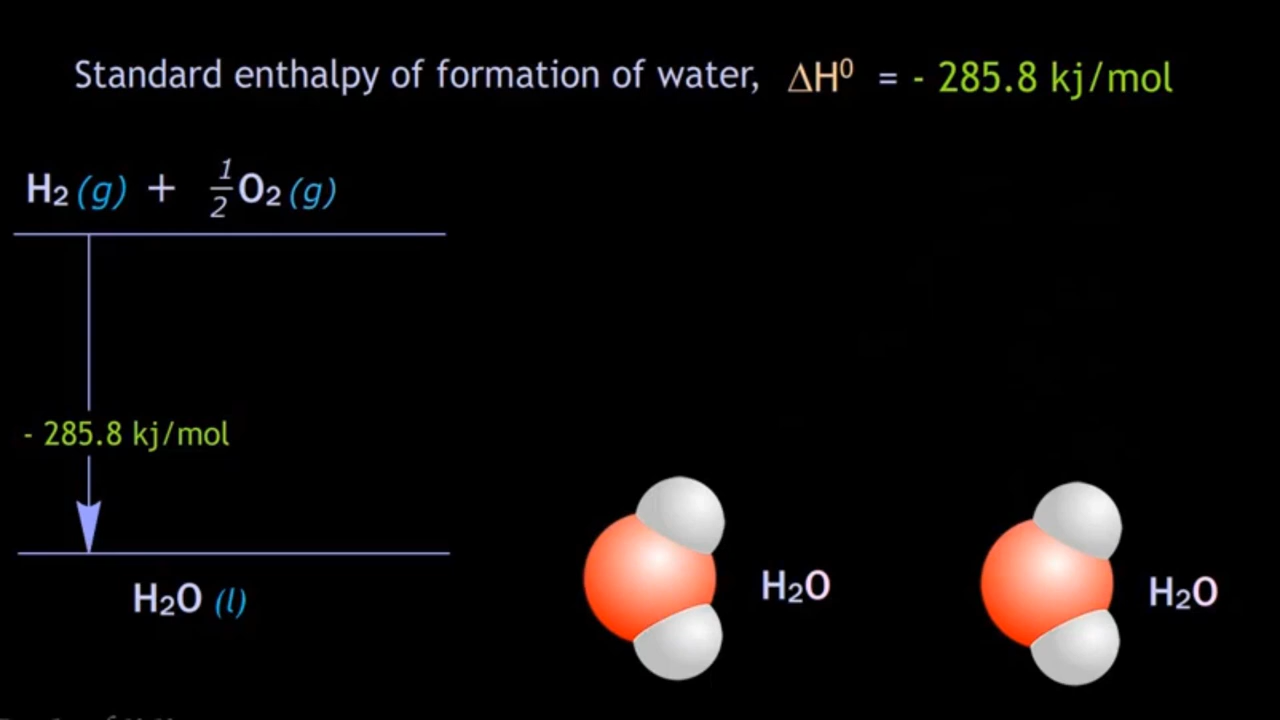 Standard enthalpy of formation of water, ΔH⁰ = - 285.8 kj/mol
H₂ (g) + ½O₂ (g)
- 285.8 kj/mol
H₂O (l)
H₂O
H₂O